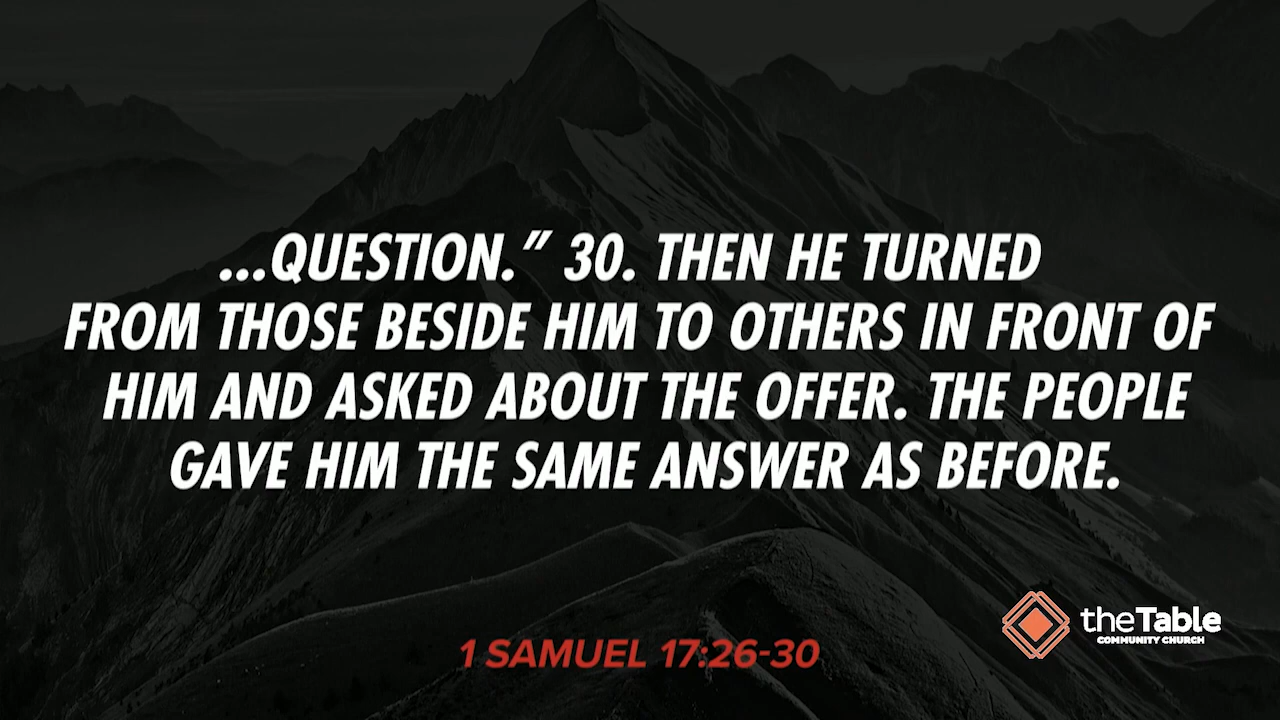 ...QUESTION.” 30. THEN HE TURNED
FROM THOSE BESIDE HIM TO OTHERS IN FRONT OF
HIM AND ASKED ABOUT THE OFFER. THE PEOPLE
GAVE HIM THE SAME ANSWER AS BEFORE.
1 SAMUEL 17:26-30
theTable
COMMUNITY CHURCH